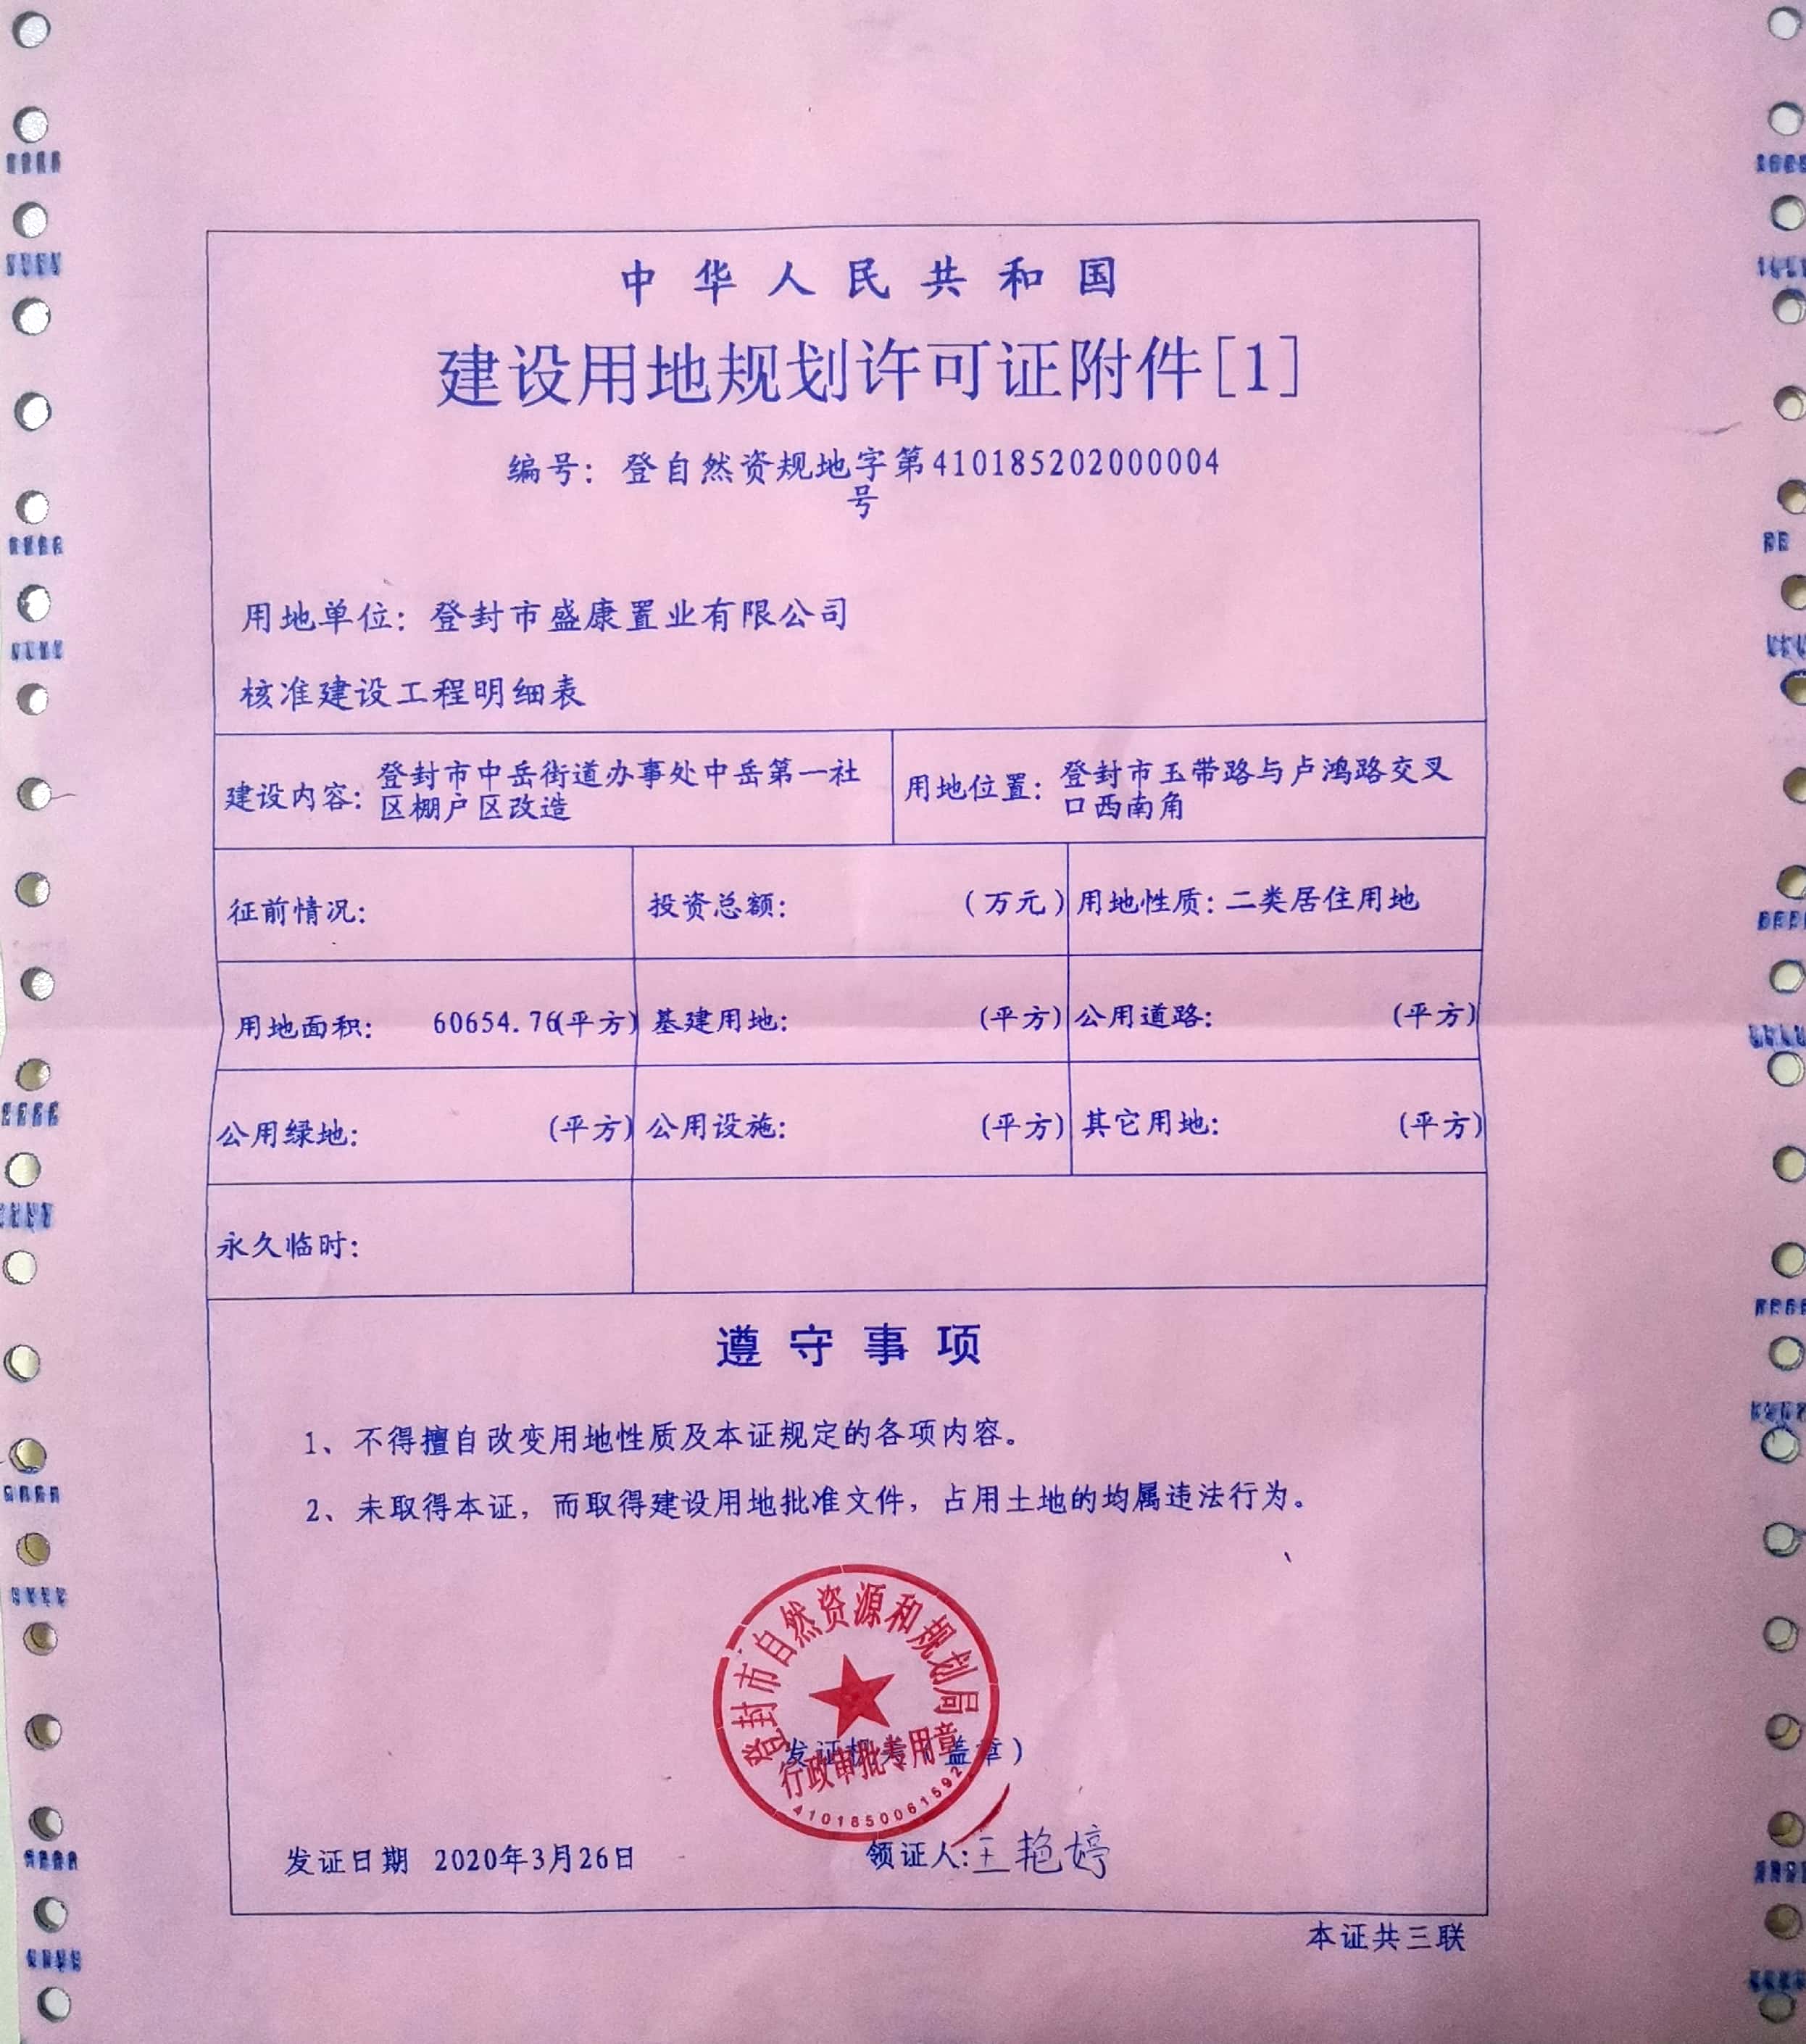 中华人民共和国
建设用地规划许可证附件[1]
编号：登自然资规地字第410185202000004
号
用地单位：登封市盛康置业有限公司
核准建设工程明细表
建设内容：登封市中岳街道办事处中岳第一社
区棚户区改造
用地位置：登封市玉带路与卢鸿路交叉
口西南角
征前情况：
投资总额： （万元）
用地性质：二类居住用地
用地面积： 60654.76(平方)
基建用地： (平方)
公用道路： (平方)
公用绿地： (平方)
公用设施： (平方)
其它用地： (平方)
永久临时：
遵守事项
1、不得擅自改变用地性质及本证规定的各项内容。
2、未取得本证，而取得建设用地批准文件，占用土地的均属违法行为。
登封市自然资源和规划局
发证机关（盖章）
行政审批专用章
4101850061592
发证日期 2020年3月26日
领证人：王艳婷
本证共三联